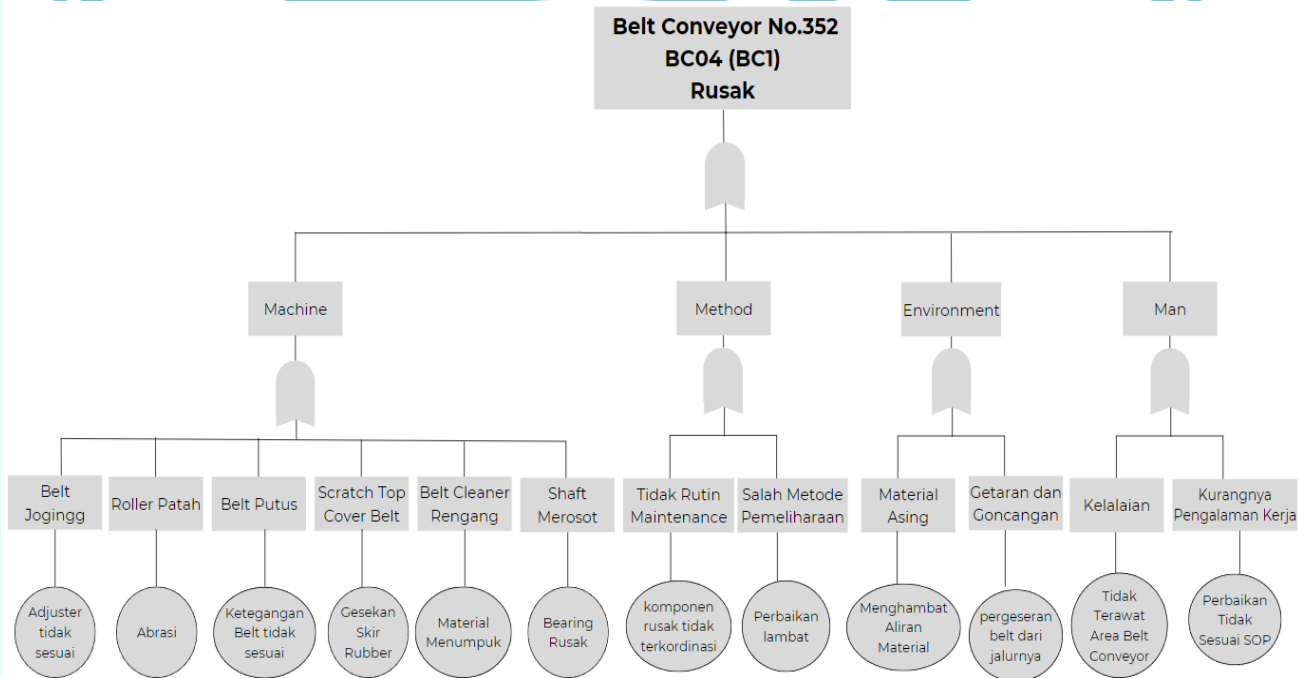 Belt Conveyor No.352
BC04 (BC1)
Rusak
Machine
Method
Environment
Man
Belt
Jogingg
Roller Patah
Belt Putus
Scratch Top
Cover Belt
Belt Cleaner
Rengang
Shaft
Merosot
Tidak Rutin
Maintenance
Salah Metode
Pemeliharaan
Material
Asing
Getaran dan
Goncangan
Kelalaian
Kurangnya
Pengalaman Kerja
Adjuster
tidak
sesuai
Abrasi
Ketegangan
Belt tidak
sesuai
Gesekan
Skir
Rubber
Material
Menumpuk
Bearing
Rusak
komponen
rusak tidak
terkordinasi
Perbaikan
lambat
Menghambat
Aliran
Material
pergeseran
belt dari
jalurnya
Tidak
Terawat
Area Belt
Conveyor
Perbaikan
Tidak
Sesuai SOP